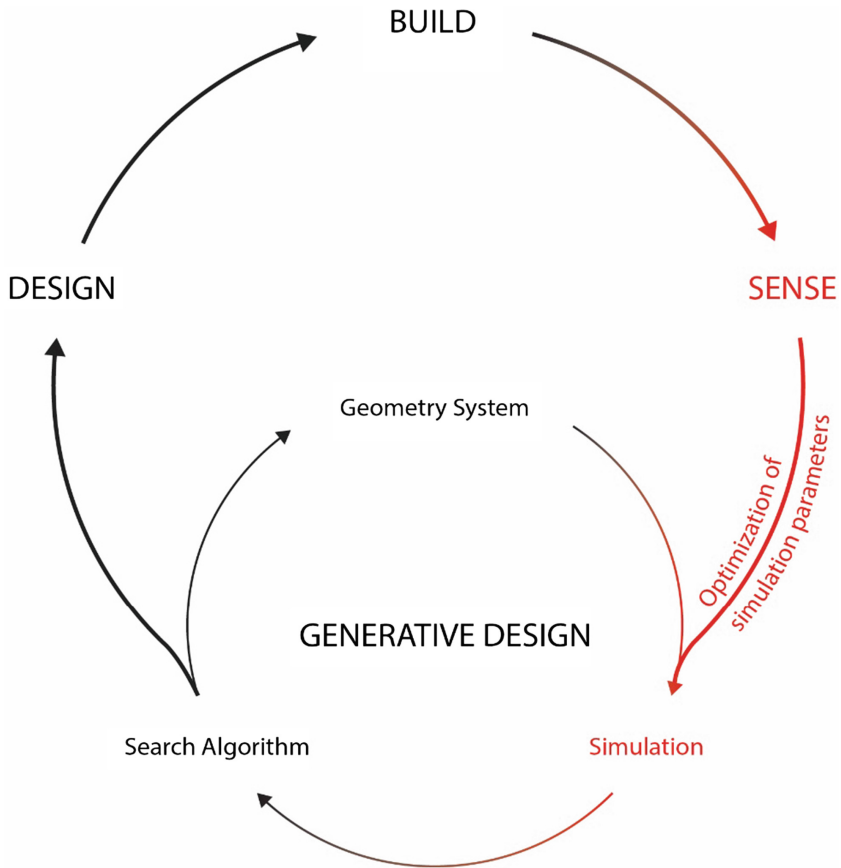 BUILD
DESIGN
SENSE
Geometry System
Optimization of
simulation parameters
GENERATIVE DESIGN
Search Algorithm
Simulation